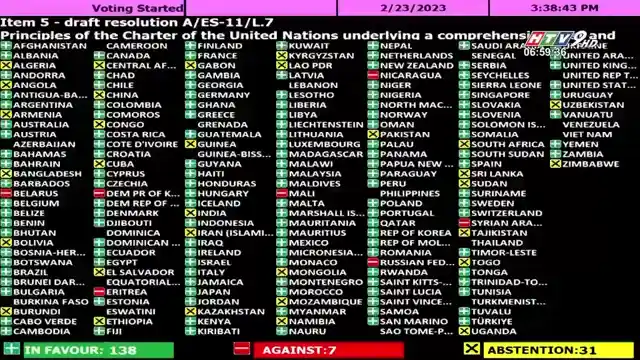 Voting Started 2/23/2023 3:38:43 PM
HTV9 HD
06:59:36
Item 5 - draft resolution A/ES-11/L.7
Principles of the Charter of the United Nations underlying a comprehensive and
AFGHANISTAN
ALBANIA
ALGERIA
ANDORRA
ANGOLA
ANTIGUA-BA...
ARGENTINA
ARMENIA
AUSTRALIA
AUSTRIA
AZERBAIJAN
BAHAMAS
BAHRAIN
BANGLADESH
BARBADOS
BELARUS
BELGIUM
BELIZE
BENIN
BHUTAN
BOLIVIA
BOSNIA-HER...
BOTSWANA
BRAZIL
BRUNEI DAR...
BULGARIA
BURKINA FASO
BURUNDI
CABO VERDE
CAMBODIA
CAMEROON
CANADA
CENTRAL AF...
CHAD
CHILE
CHINA
COLOMBIA
COMOROS
CONGO
COSTA RICA
COTE D'IVOIRE
CROATIA
CUBA
CYPRUS
CZECHIA
DEM PR OF K...
DEM REP OF ...
DENMARK
DJIBOUTI
DOMINICA
DOMINICAN ...
ECUADOR
EGYPT
EL SALVADOR
EQUATORIAL ...
ERITREA
ESTONIA
ESWATINI
ETHIOPIA
FIJI
FINLAND
FRANCE
GABON
GAMBIA
GEORGIA
GERMANY
GHANA
GREECE
GRENADA
GUATEMALA
GUINEA
GUINEA-BISS...
GUYANA
HAITI
HONDURAS
HUNGARY
ICELAND
INDIA
INDONESIA
IRAN (ISLAMI...
IRAQ
IRELAND
ISRAEL
ITALY
JAMAICA
JAPAN
JORDAN
KAZAKHSTAN
KENYA
KIRIBATI
KUWAIT
KYRGYZSTAN
LAO PDR
LATVIA
LEBANON
LESOTHO
LIBERIA
LIBYA
LIECHTENSTEIN
LITHUANIA
LUXEMBOURG
MADAGASCAR
MALAWI
MALAYSIA
MALDIVES
MALI
MALTA
MARSHALL IS...
MAURITANIA
MAURITIUS
MEXICO
MICRONESIA...
MONACO
MONGOLIA
MONTENEGRO
MOROCCO
MOZAMBIQUE
MYANMAR
NAMIBIA
NAURU
NEPAL
NETHERLANDS
NEW ZEALAND
NICARAGUA
NIGER
NIGERIA
NORTH MAC...
NORWAY
OMAN
PAKISTAN
PALAU
PANAMA
PAPUA NEW ...
PARAGUAY
PERU
PHILIPPINES
POLAND
PORTUGAL
QATAR
REP OF KOREA
REP OF MOL...
ROMANIA
RUSSIAN FED...
RWANDA
SAINT KITTS-...
SAINT LUCIA
SAINT VINCE...
SAMOA
SAN MARINO
SAO TOME-P...
SAUDI ARA
SENEGAL
SERBIA
SEYCHELLES
SIERRA LEONE
SINGAPORE
SLOVAKIA
SLOVENIA
SOLOMON IS...
SOMALIA
SOUTH AFRICA
SOUTH SUDAN
SPAIN
SRI LANKA
SUDAN
SURINAME
SWEDEN
SWITZERLAND
SYRIAN ARA...
TAJIKISTAN
THAILAND
TIMOR-LESTE
TOGO
TONGA
TRINIDAD-TO...
TUNISIA
TURKMENIST...
TUVALU
TÜRKIYE
UGANDA
UNITED ARA...
UNITED KING...
UNITED REP T...
UNITED STAT...
URUGUAY
UZBEKISTAN
VANUATU
VENEZUELA
VIET NAM
YEMEN
ZAMBIA
ZIMBABWE
IN FAVOUR: 138 AGAINST:7 ABSTENTION:31